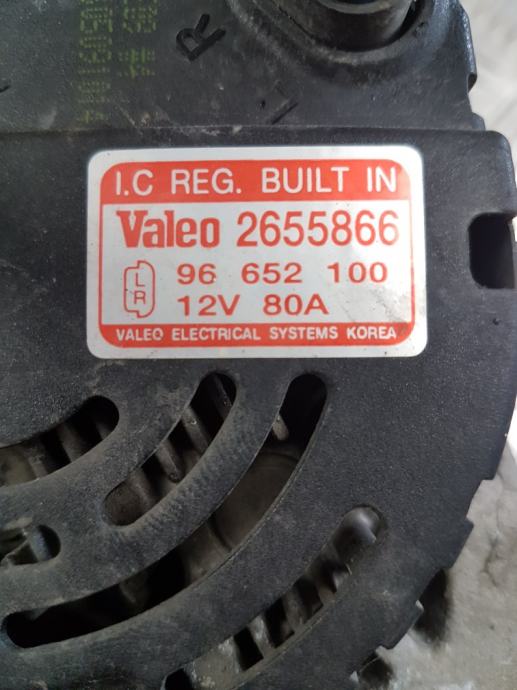 R
I.C REG. BUILT IN
Valeo 2655866
L
R
96 652 100
12V 80A
VALEO ELECTRICAL SYSTEMS KOREA